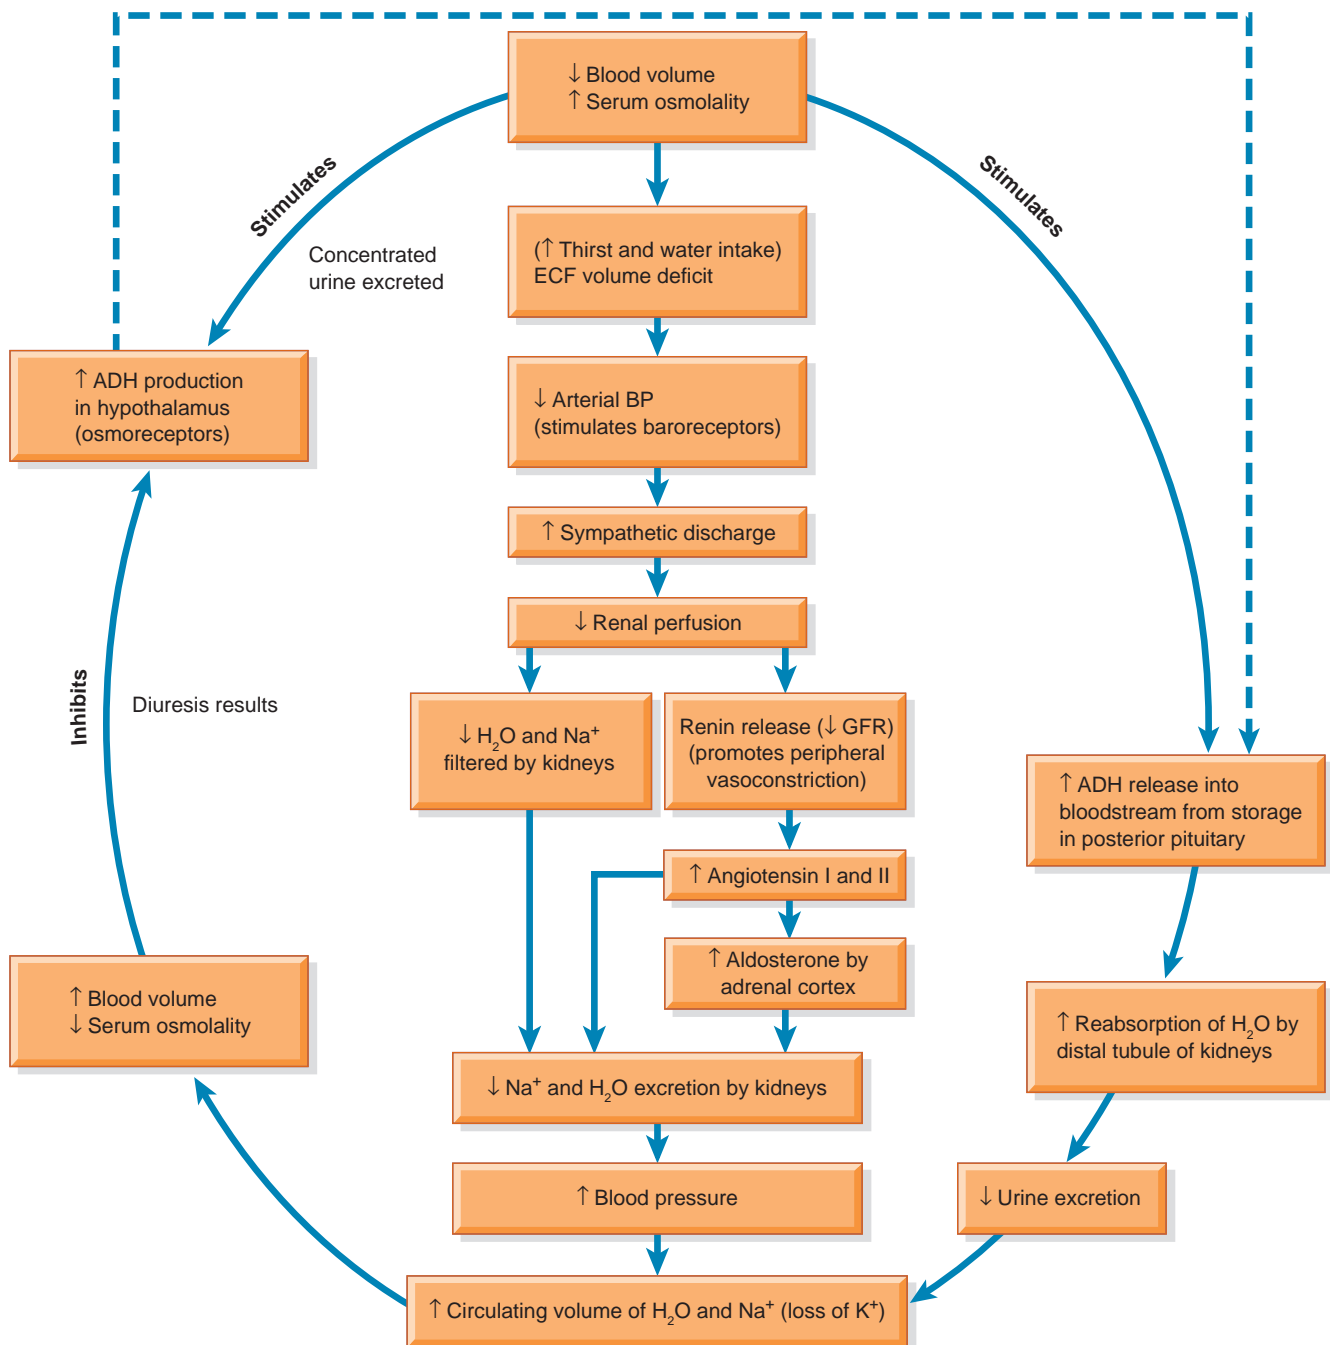 ↓ Blood volume
↑ Serum osmolality
Stimulates
Stimulates
Concentrated
urine excreted
(↑ Thirst and water intake)
ECF volume deficit
↑ ADH production
in hypothalamus
(osmoreceptors)
↓ Arterial BP
(stimulates baroreceptors)
↑ Sympathetic discharge
↓ Renal perfusion
Inhibits
Diuresis results
↓ H₂O and Na⁺
filtered by kidneys
Renin release (↓ GFR)
(promotes peripheral
vasoconstriction)
↑ ADH release into
bloodstream from storage
in posterior pituitary
↑ Angiotensin I and II
↑ Aldosterone by
adrenal cortex
↑ Blood volume
↓ Serum osmolality
↑ Reabsorption of H₂O by
distal tubule of kidneys
↓ Na⁺ and H₂O excretion by kidneys
↑ Blood pressure
↓ Urine excretion
↑ Circulating volume of H₂O and Na⁺ (loss of K⁺)